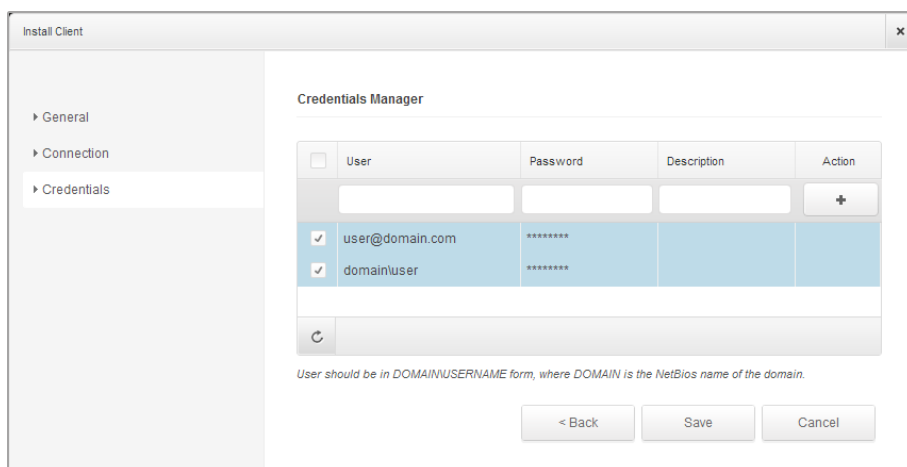 Install Client
General
Connection
Credentials
Credentials Manager
User Password Description Action
user@domain.com ********
domain\user ********
User should be in DOMAIN\USERNAME form, where DOMAIN is the NetBios name of the domain.
< Back Save Cancel